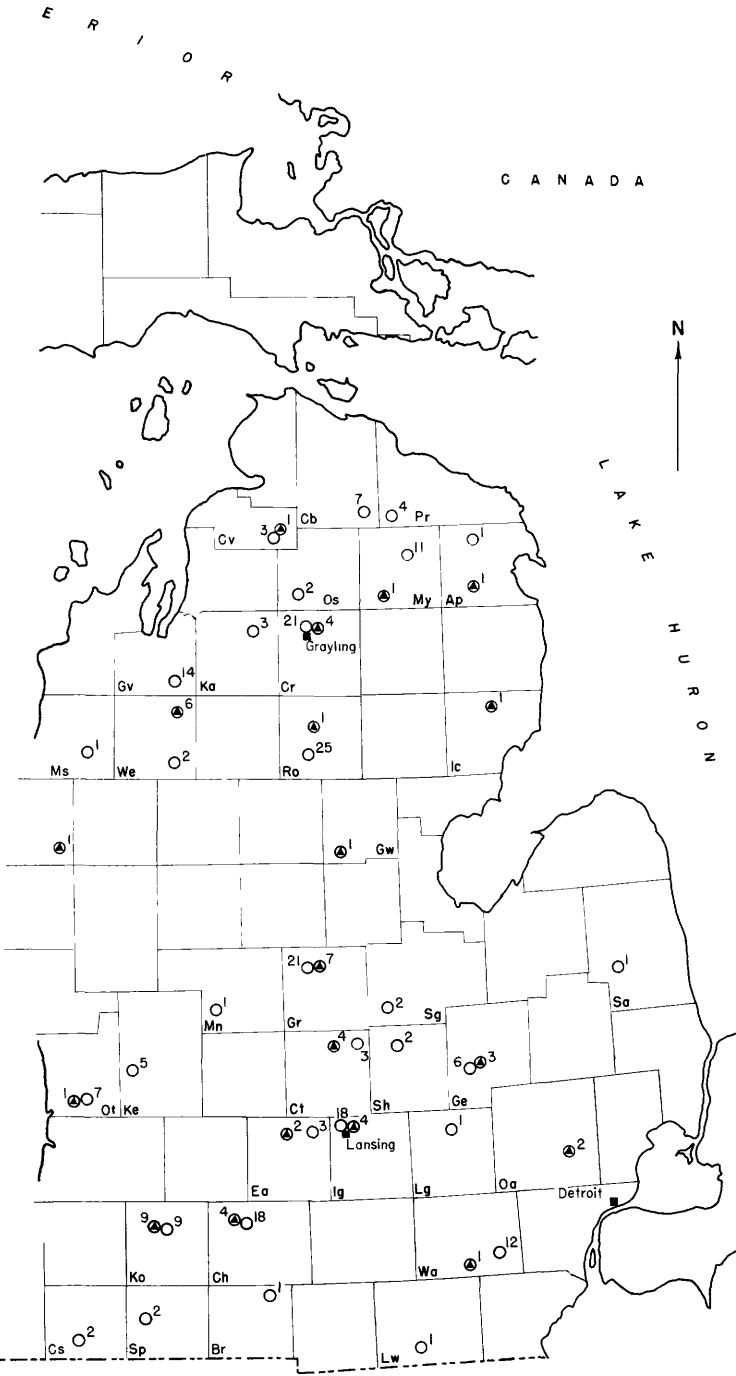 E R I O R
C A N A D A
N
L A K E H U R O N
7 4
Cb Pr
1
3
Cv
11 1
2 1 1
Os My Ap
3 21 4
Grayling
14
Gv Ka Cr
6 1
1
1 2 25
Ms We Ro Ic
1 1 Gw
21 7
1
1 2
Mn Gr Sg Sa
4 3 2
5 6 3
1 7
Ot Ke Ct Sh Ge
2 3 18 4 1
Lansing
2
Ea Ig Lg Oa
Detroit
9 9 4 18
1 12
Ko Ch Wa
1
2
2 1
Cs Sp Br Lw